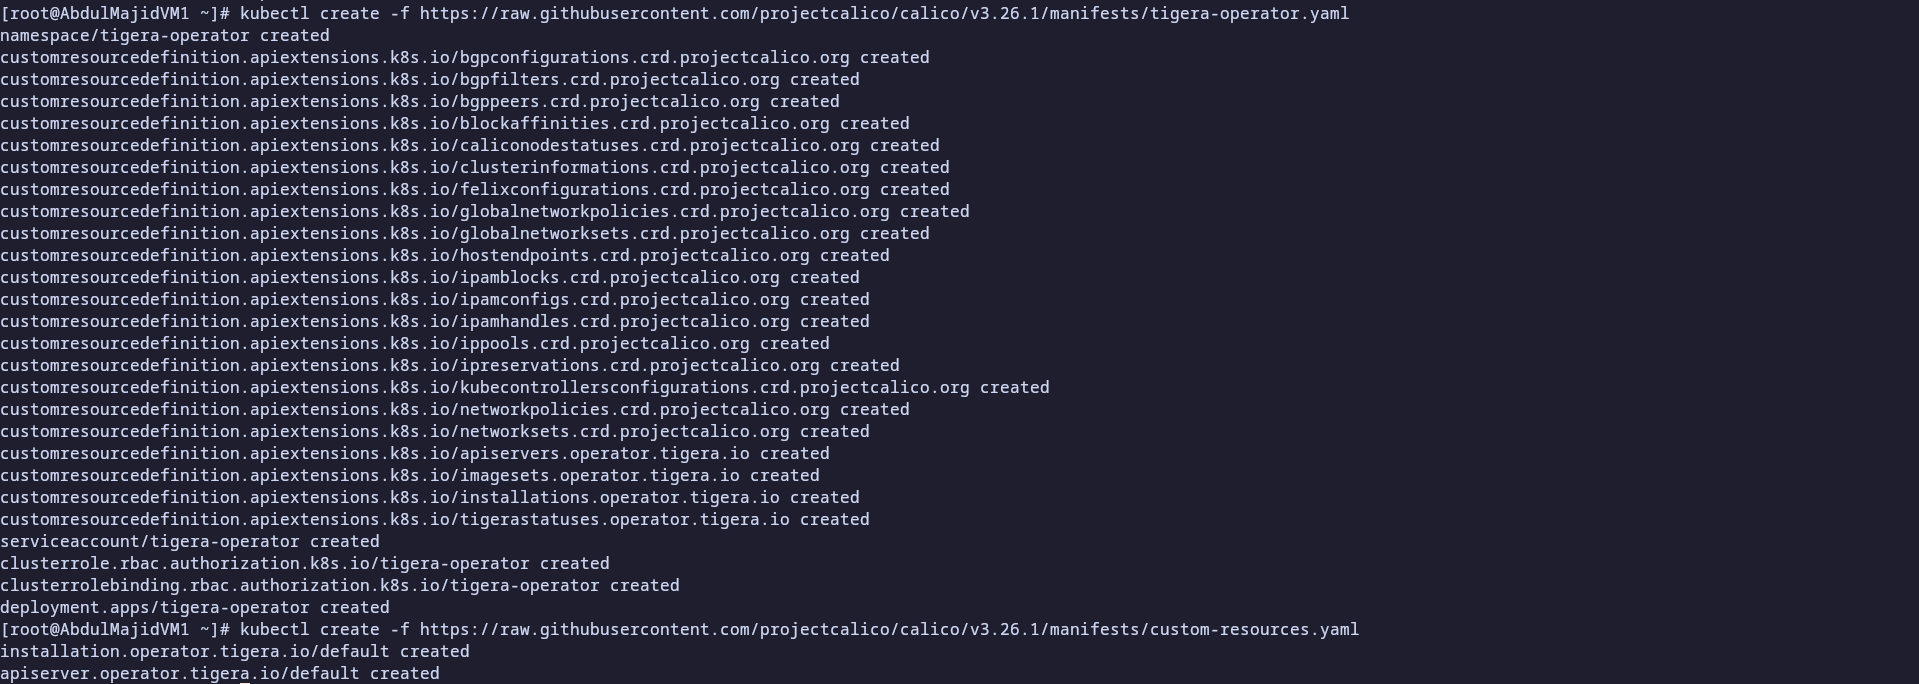 [root@AbdulMajidVM1 ~]# kubectl create -f https://raw.githubusercontent.com/projectcalico/calico/v3.26.1/manifests/tigera-operator.yaml
namespace/tigera-operator created
customresourcedefinition.apiextensions.k8s.io/bgpconfigurations.crd.projectcalico.org created
customresourcedefinition.apiextensions.k8s.io/bgpfilters.crd.projectcalico.org created
customresourcedefinition.apiextensions.k8s.io/bgppeers.crd.projectcalico.org created
customresourcedefinition.apiextensions.k8s.io/blockaffinities.crd.projectcalico.org created
customresourcedefinition.apiextensions.k8s.io/caliconodestatuses.crd.projectcalico.org created
customresourcedefinition.apiextensions.k8s.io/clusterinformations.crd.projectcalico.org created
customresourcedefinition.apiextensions.k8s.io/felixconfigurations.crd.projectcalico.org created
customresourcedefinition.apiextensions.k8s.io/globalnetworkpolicies.crd.projectcalico.org created
customresourcedefinition.apiextensions.k8s.io/globalnetworksets.crd.projectcalico.org created
customresourcedefinition.apiextensions.k8s.io/hostendpoints.crd.projectcalico.org created
customresourcedefinition.apiextensions.k8s.io/ipamblocks.crd.projectcalico.org created
customresourcedefinition.apiextensions.k8s.io/ipamconfigs.crd.projectcalico.org created
customresourcedefinition.apiextensions.k8s.io/ipamhandles.crd.projectcalico.org created
customresourcedefinition.apiextensions.k8s.io/ippools.crd.projectcalico.org created
customresourcedefinition.apiextensions.k8s.io/ipreservations.crd.projectcalico.org created
customresourcedefinition.apiextensions.k8s.io/kubecontrollersconfigurations.crd.projectcalico.org created
customresourcedefinition.apiextensions.k8s.io/networkpolicies.crd.projectcalico.org created
customresourcedefinition.apiextensions.k8s.io/networksets.crd.projectcalico.org created
customresourcedefinition.apiextensions.k8s.io/apiservers.operator.tigera.io created
customresourcedefinition.apiextensions.k8s.io/imagesets.operator.tigera.io created
customresourcedefinition.apiextensions.k8s.io/installations.operator.tigera.io created
customresourcedefinition.apiextensions.k8s.io/tigerastatuses.operator.tigera.io created
serviceaccount/tigera-operator created
clusterrole.rbac.authorization.k8s.io/tigera-operator created
clusterrolebinding.rbac.authorization.k8s.io/tigera-operator created
deployment.apps/tigera-operator created
[root@AbdulMajidVM1 ~]# kubectl create -f https://raw.githubusercontent.com/projectcalico/calico/v3.26.1/manifests/custom-resources.yaml
installation.operator.tigera.io/default created
apiserver.operator.tigera.io/default created